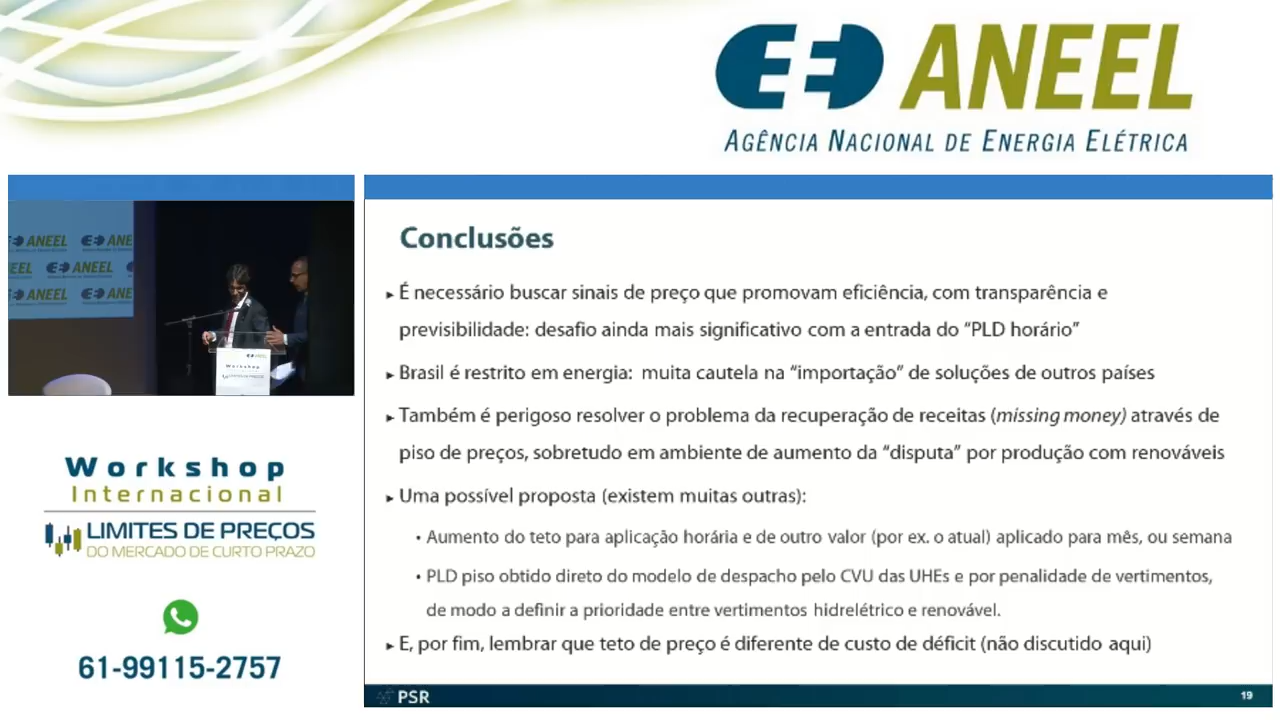 ANEEL
AGÊNCIA NACIONAL DE ENERGIA ELÉTRICA
ANEEL ANE
ANEEL
ANEEL ANE
Workshop
Workshop
Internacional
LIMITES DE PREÇOS
DO MERCADO DE CURTO PRAZO
61-99115-2757
Conclusões
▸ É necessário buscar sinais de preço que promovam eficiência, com transparência e
previsibilidade: desafio ainda mais significativo com a entrada do “PLD horário”
▸ Brasil é restrito em energia: muita cautela na “importação” de soluções de outros países
▸ Também é perigoso resolver o problema da recuperação de receitas (missing money) através de
piso de preços, sobretudo em ambiente de aumento da “disputa” por produção com renováveis
▸ Uma possível proposta (existem muitas outras):
• Aumento do teto para aplicação horária e de outro valor (por ex. o atual) aplicado para mês, ou semana
• PLD piso obtido direto do modelo de despacho pelo CVU das UHEs e por penalidade de vertimentos,
de modo a definir a prioridade entre vertimentos hidrelétrico e renovável.
▸ E, por fim, lembrar que teto de preço é diferente de custo de déficit (não discutido aqui)
PSR
19